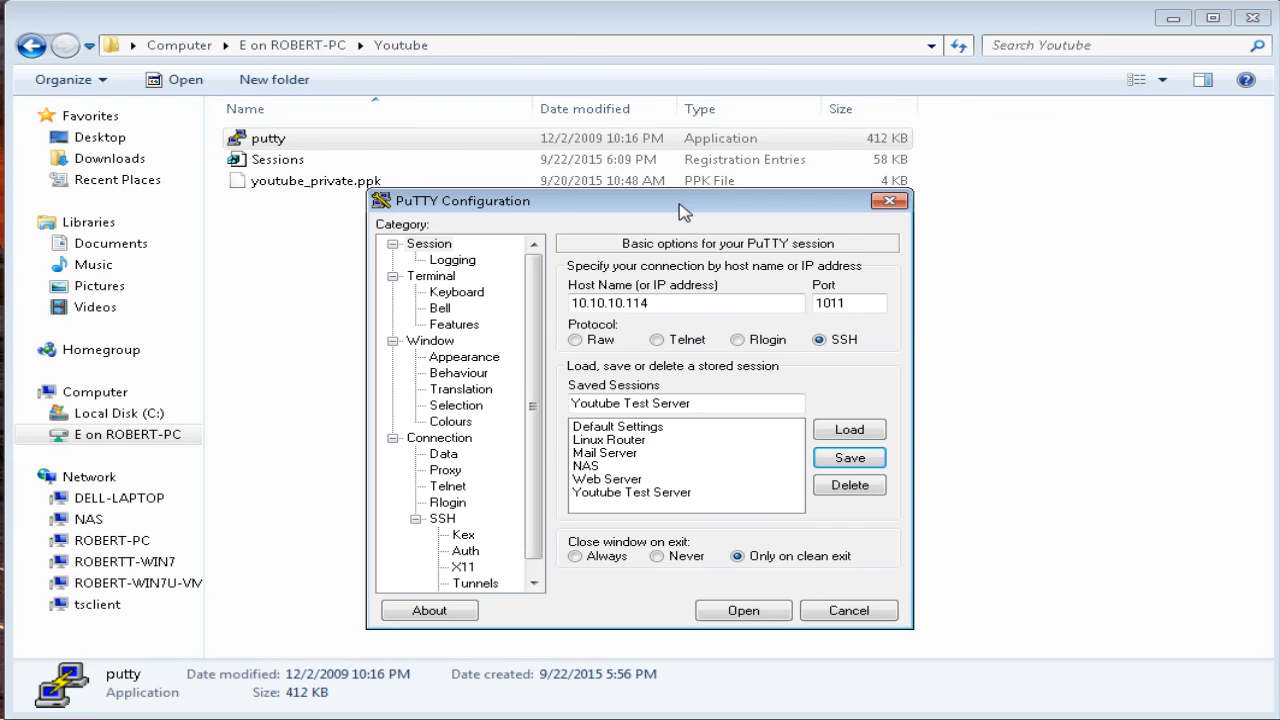 Computer E on ROBERT-PC Youtube Search Youtube
Organize Open New folder
Name Date modified Type Size
putty 12/2/2009 10:16 PM Application 412 KB
Sessions 9/22/2015 6:09 PM Registration Entries 58 KB
youtube_private.ppk 9/20/2015 10:48 AM PPK File 4 KB
Favorites
Desktop
Downloads
Recent Places
Libraries
Documents
Music
Pictures
Videos
Homegroup
Computer
Local Disk (C:)
E on ROBERT-PC
Network
DELL-LAPTOP
NAS
ROBERT-PC
ROBERTT-WIN7
ROBERT-WIN7U-VM
tsclient
PuTTY Configuration
Category:
Session
Logging
Terminal
Keyboard
Bell
Features
Window
Appearance
Behaviour
Translation
Selection
Colours
Connection
Data
Proxy
Telnet
Rlogin
SSH
Kex
Auth
X11
Tunnels
Basic options for your PuTTY session
Specify your connection by host name or IP address
Host Name (or IP address) Port
10.10.10.114 1011
Protocol:
Raw Telnet Rlogin SSH
Load, save or delete a stored session
Saved Sessions
Youtube Test Server
Default Settings
Linux Router
Mail Server
NAS
Web Server
Youtube Test Server
Load
Save
Delete
Close window on exit:
Always Never Only on clean exit
About Open Cancel
putty Date modified: 12/2/2009 10:16 PM Date created: 9/22/2015 5:56 PM
Application Size: 412 KB